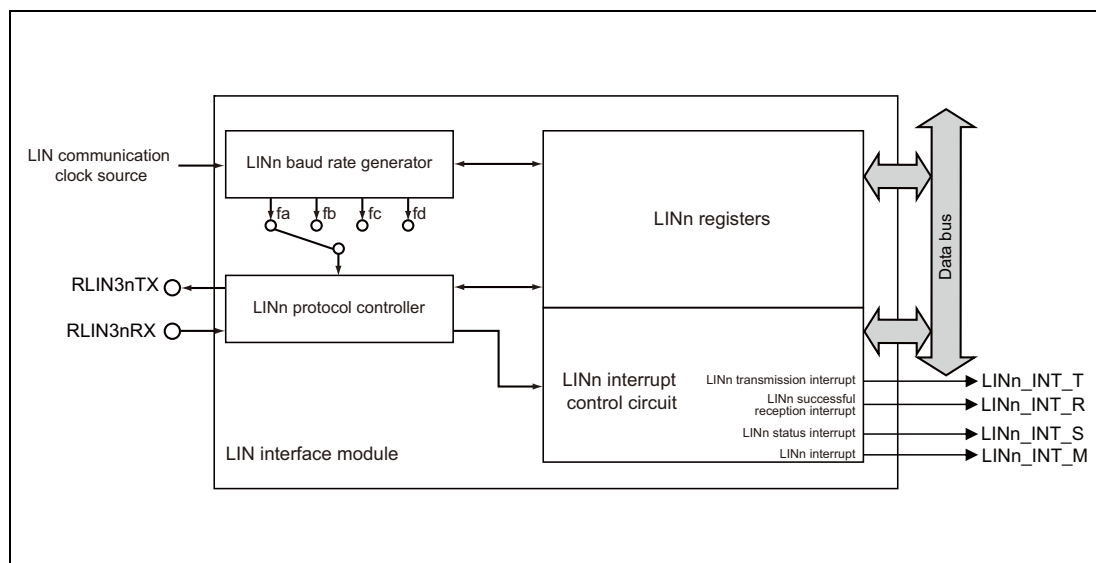 LIN communication
clock source
LINn baud rate generator
fa
fb
fc
fd
LINn registers
Data bus
RLIN3nTX
RLIN3nRX
LINn protocol controller
LINn interrupt
control circuit
LINn transmission interrupt
LINn successful
reception interrupt
LINn status interrupt
LINn interrupt
LINn_INT_T
LINn_INT_R
LINn_INT_S
LINn_INT_M
LIN interface module